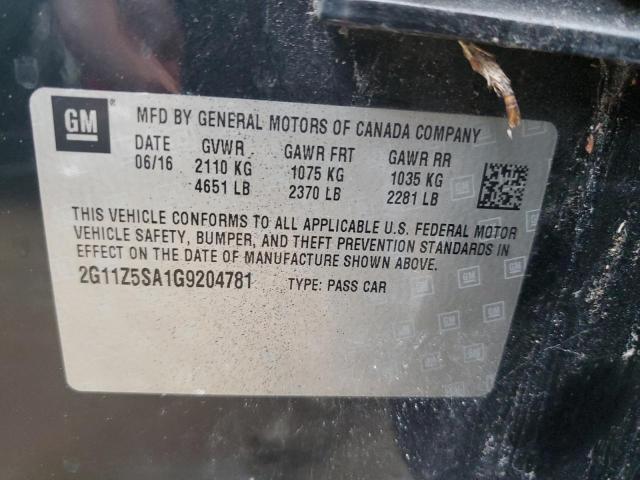 GM ® MFD BY GENERAL MOTORS OF CANADA COMPANY
DATE GVWR GAWR FRT GAWR RR
06/16 2110 KG 1075 KG 1035 KG
4651 LB 2370 LB 2281 LB
THIS VEHICLE CONFORMS TO ALL APPLICABLE U.S. FEDERAL MOTOR
VEHICLE SAFETY, BUMPER, AND THEFT PREVENTION STANDARDS IN
EFFECT ON THE DATE OF MANUFACTURE SHOWN ABOVE.
2G11Z5SA1G9204781 TYPE: PASS CAR